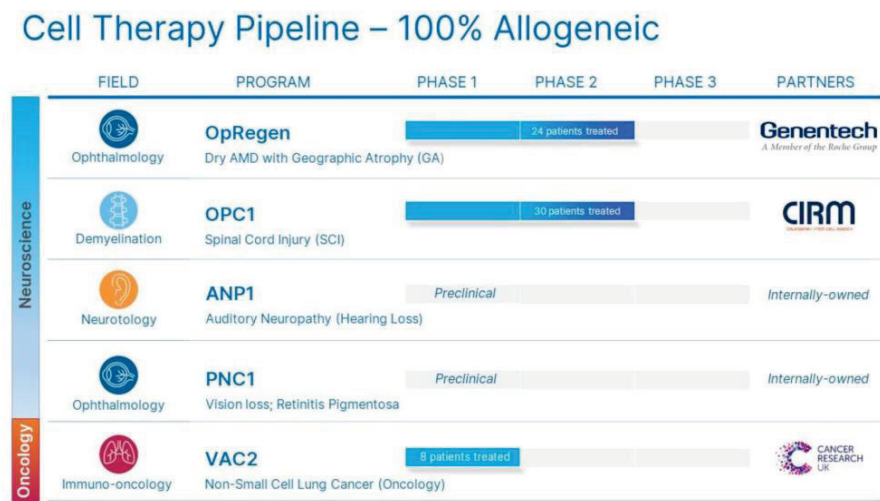 Cell Therapy Pipeline – 100% Allogeneic
FIELD PROGRAM PHASE 1 PHASE 2 PHASE 3 PARTNERS
Neuroscience
OpRegen 24 patients treated Genentech
A Member of the Roche Group
Ophthalmology Dry AMD with Geographic Atrophy (GA)
OPC1 30 patients treated CIRM
Demyelination Spinal Cord Injury (SCI)
ANP1 Preclinical Internally-owned
Neurotology Auditory Neuropathy (Hearing Loss)
PNC1 Preclinical Internally-owned
Ophthalmology Vision loss; Retinitis Pigmentosa
Oncology
VAC2 8 patients treated CANCER
RESEARCH
UK
Immuno-oncology Non-Small Cell Lung Cancer (Oncology)